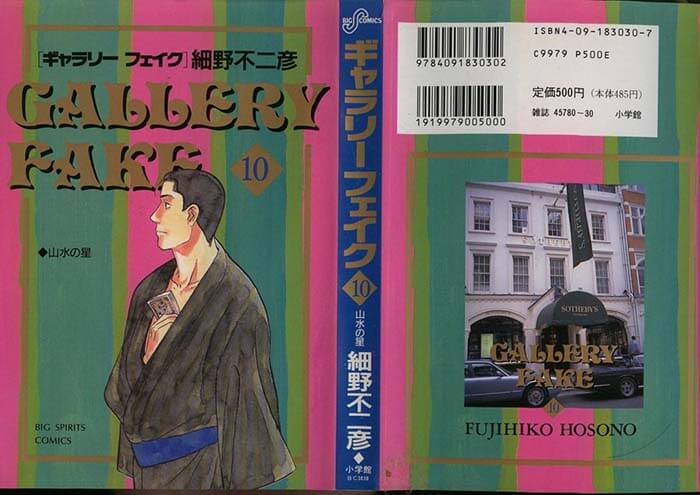 [ギャラリー フェイク] 細野不二彦
GALLERY
FAKE
10
◆山水の星
BIG SPIRITS
COMICS
BIG COMICS
ギャラリーフェイク
10
山水の星
細野不二彦
◆
小学館
9784091830302
1919979005000
ISBN4-09-183030-7
C9979 P500E
定価500円(本体485円)
雑誌 45780-30 小学館
SOTHEBY'S
GALLERY
FAKE
10
FUJIHIKO HOSONO